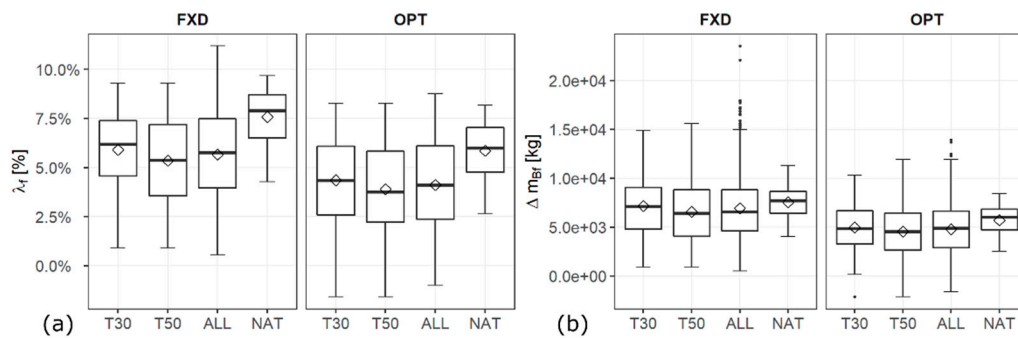 FXD OPT
λf [%]
10.0%
7.5%
5.0%
2.5%
0.0%
T30 T50 ALL NAT T30 T50 ALL NAT
(a)
FXD OPT
Δ mBf [kg]
2.0e+04
1.5e+04
1.0e+04
5.0e+03
0.0e+00
T30 T50 ALL NAT T30 T50 ALL NAT
(b)